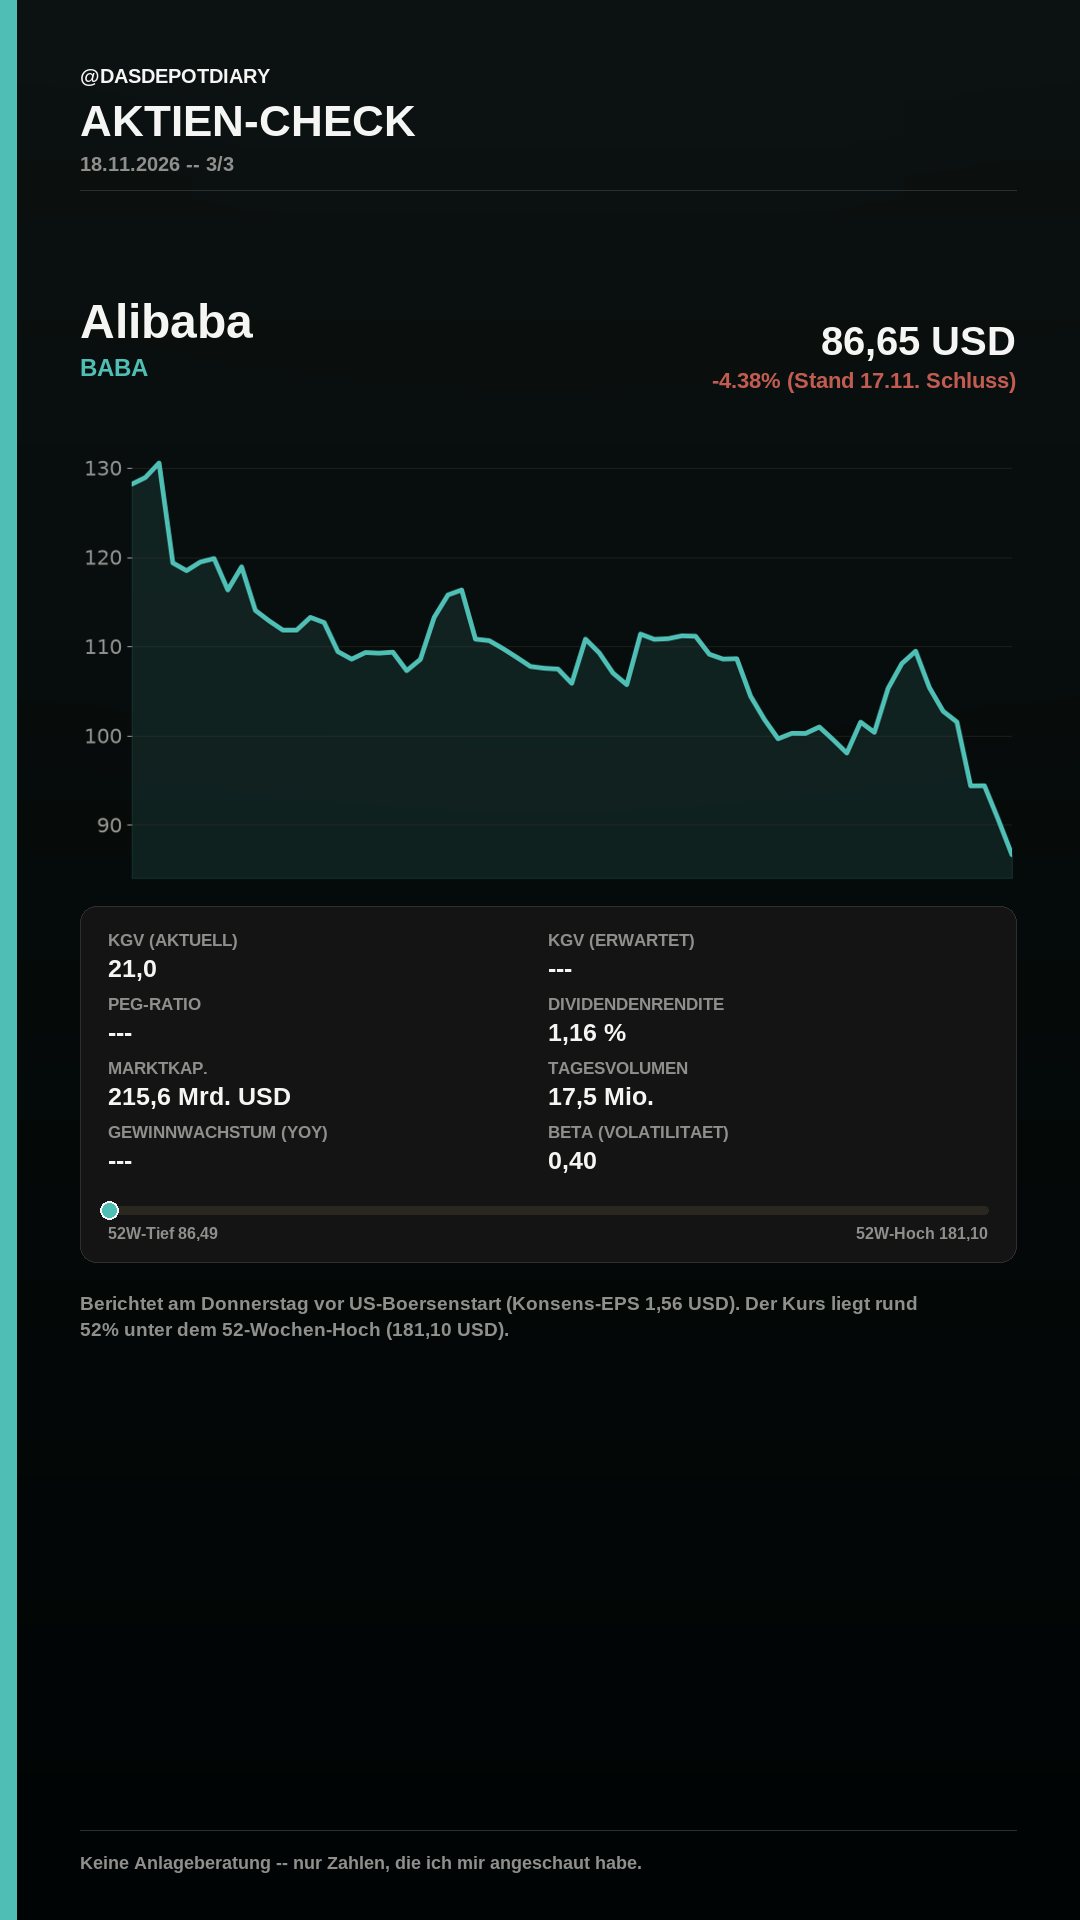 @DASDEPOTDIARY
AKTIEN-CHECK
18.11.2026 -- 3/3
Alibaba
BABA
86,65 USD
-4.38% (Stand 17.11. Schluss)
130
120
110
100
90
KGV (AKTUELL)
21,0
KGV (ERWARTET)
---
PEG-RATIO
---
DIVIDENDENRENDITE
1,16 %
MARKTKAP.
215,6 Mrd. USD
TAGESVOLUMEN
17,5 Mio.
GEWINNWACHSTUM (YOY)
---
BETA (VOLATILITAET)
0,40
52W-Tief 86,49
52W-Hoch 181,10
Berichtet am Donnerstag vor US-Boersenstart (Konsens-EPS 1,56 USD). Der Kurs liegt rund
52% unter dem 52-Wochen-Hoch (181,10 USD).
Keine Anlageberatung -- nur Zahlen, die ich mir angeschaut habe.